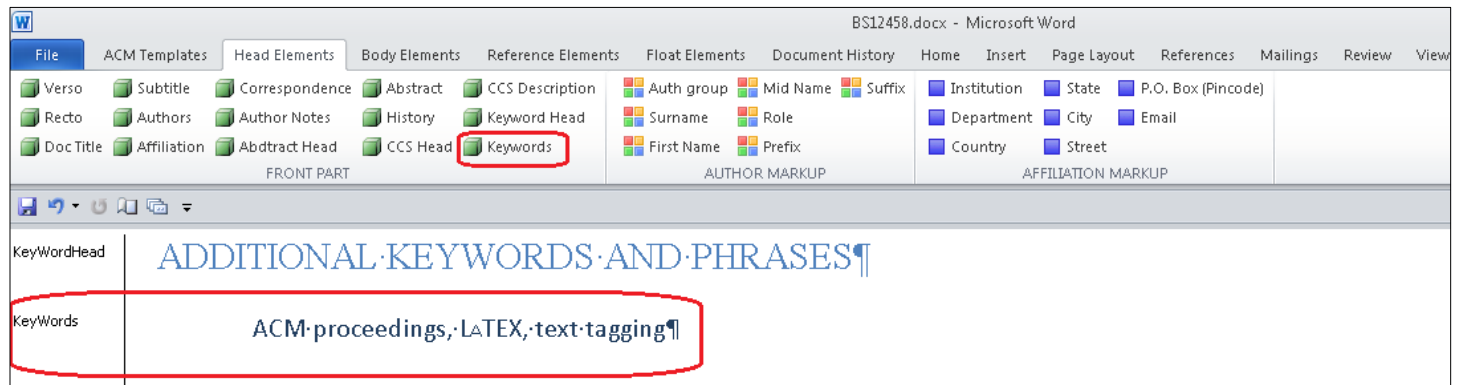 W BS12458.docx - Microsoft Word
File ACM Templates Head Elements Body Elements Reference Elements Float Elements Document History Home Insert Page Layout References Mailings Review View
Verso Subtitle Correspondence Abstract CCS Description Auth group Mid Name Suffix Institution State P.O. Box (Pincode)
Recto Authors Author Notes History Keyword Head Surname Role Department City Email
Doc Title Affiliation Abdtract Head CCS Head Keywords First Name Prefix Country Street
FRONT PART AUTHOR MARKUP AFFILIATION MARKUP
KeyWordHead ADDITIONAL·KEYWORDS·AND·PHRASES¶
KeyWords ACM·proceedings,·LATEX,·text·tagging¶